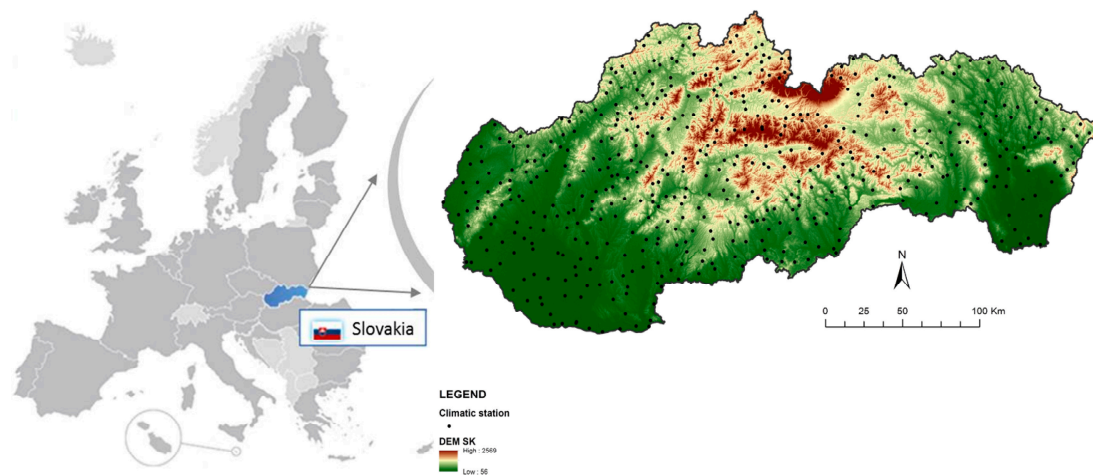 Slovakia
N
0 25 50 100 Km
LEGEND
Climatic station
DEM SK
High : 2569
Low : 56